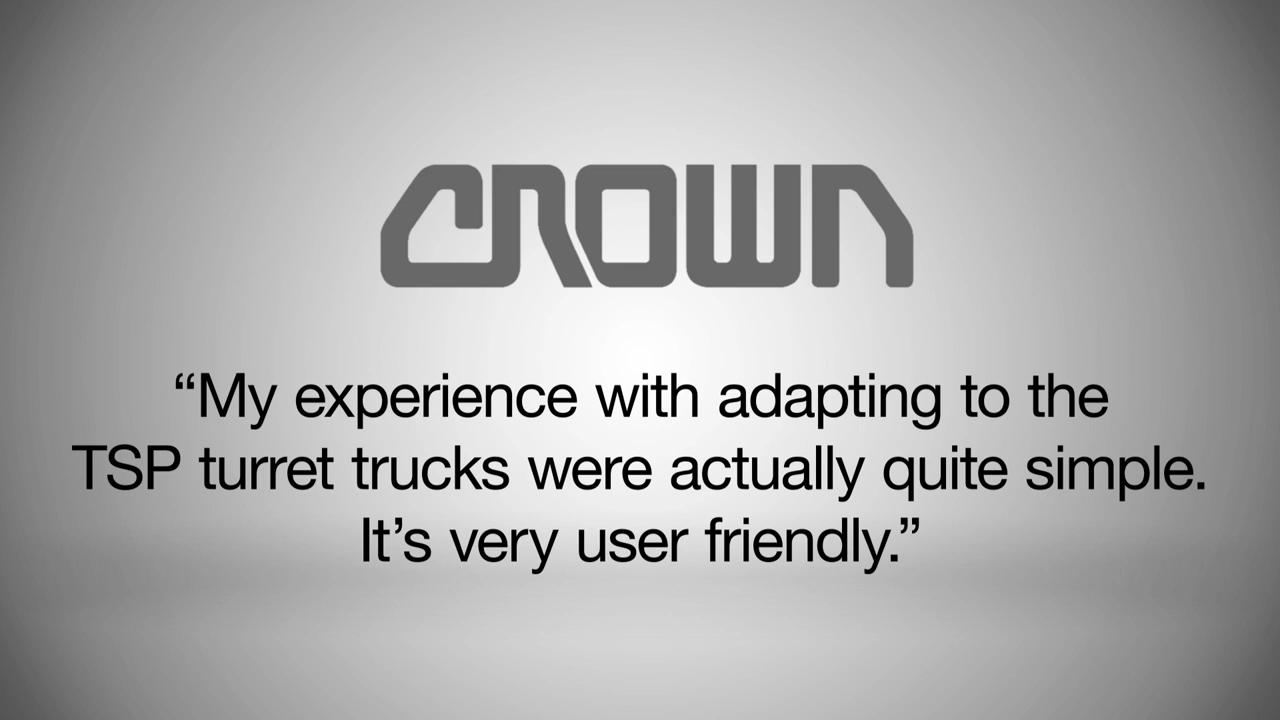 CROWN
“My experience with adapting to the
TSP turret trucks were actually quite simple.
It’s very user friendly.”